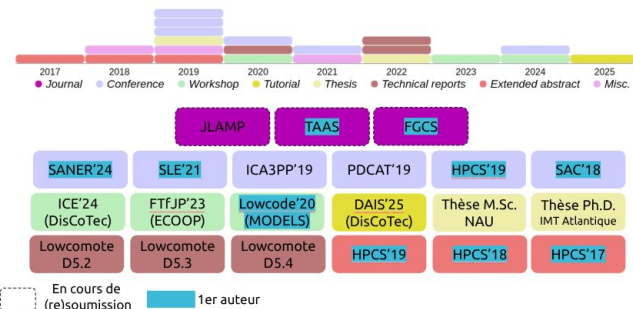 2017 2018 2019 2020 2021 2022 2023 2024 2025
Journal Conference Workshop Tutorial Thesis Technical reports Extended abstract Misc.
JLAMP TAAS FGCS
SANER'24 SLE'21 ICA3PP'19 PDCAT'19 HPCS'19 SAC'18
ICE'24 FTfJP'23 Lowcode'20 DAIS'25 Thèse M.Sc. Thèse Ph.D.
(DisCoTec) (ECOOP) (MODELS) (DisCoTec) NAU IMT Atlantique
Lowcomote Lowcomote Lowcomote HPCS'19 HPCS'18 HPCS'17
D5.2 D5.3 D5.4
En cours de
(re)soumission
1er auteur